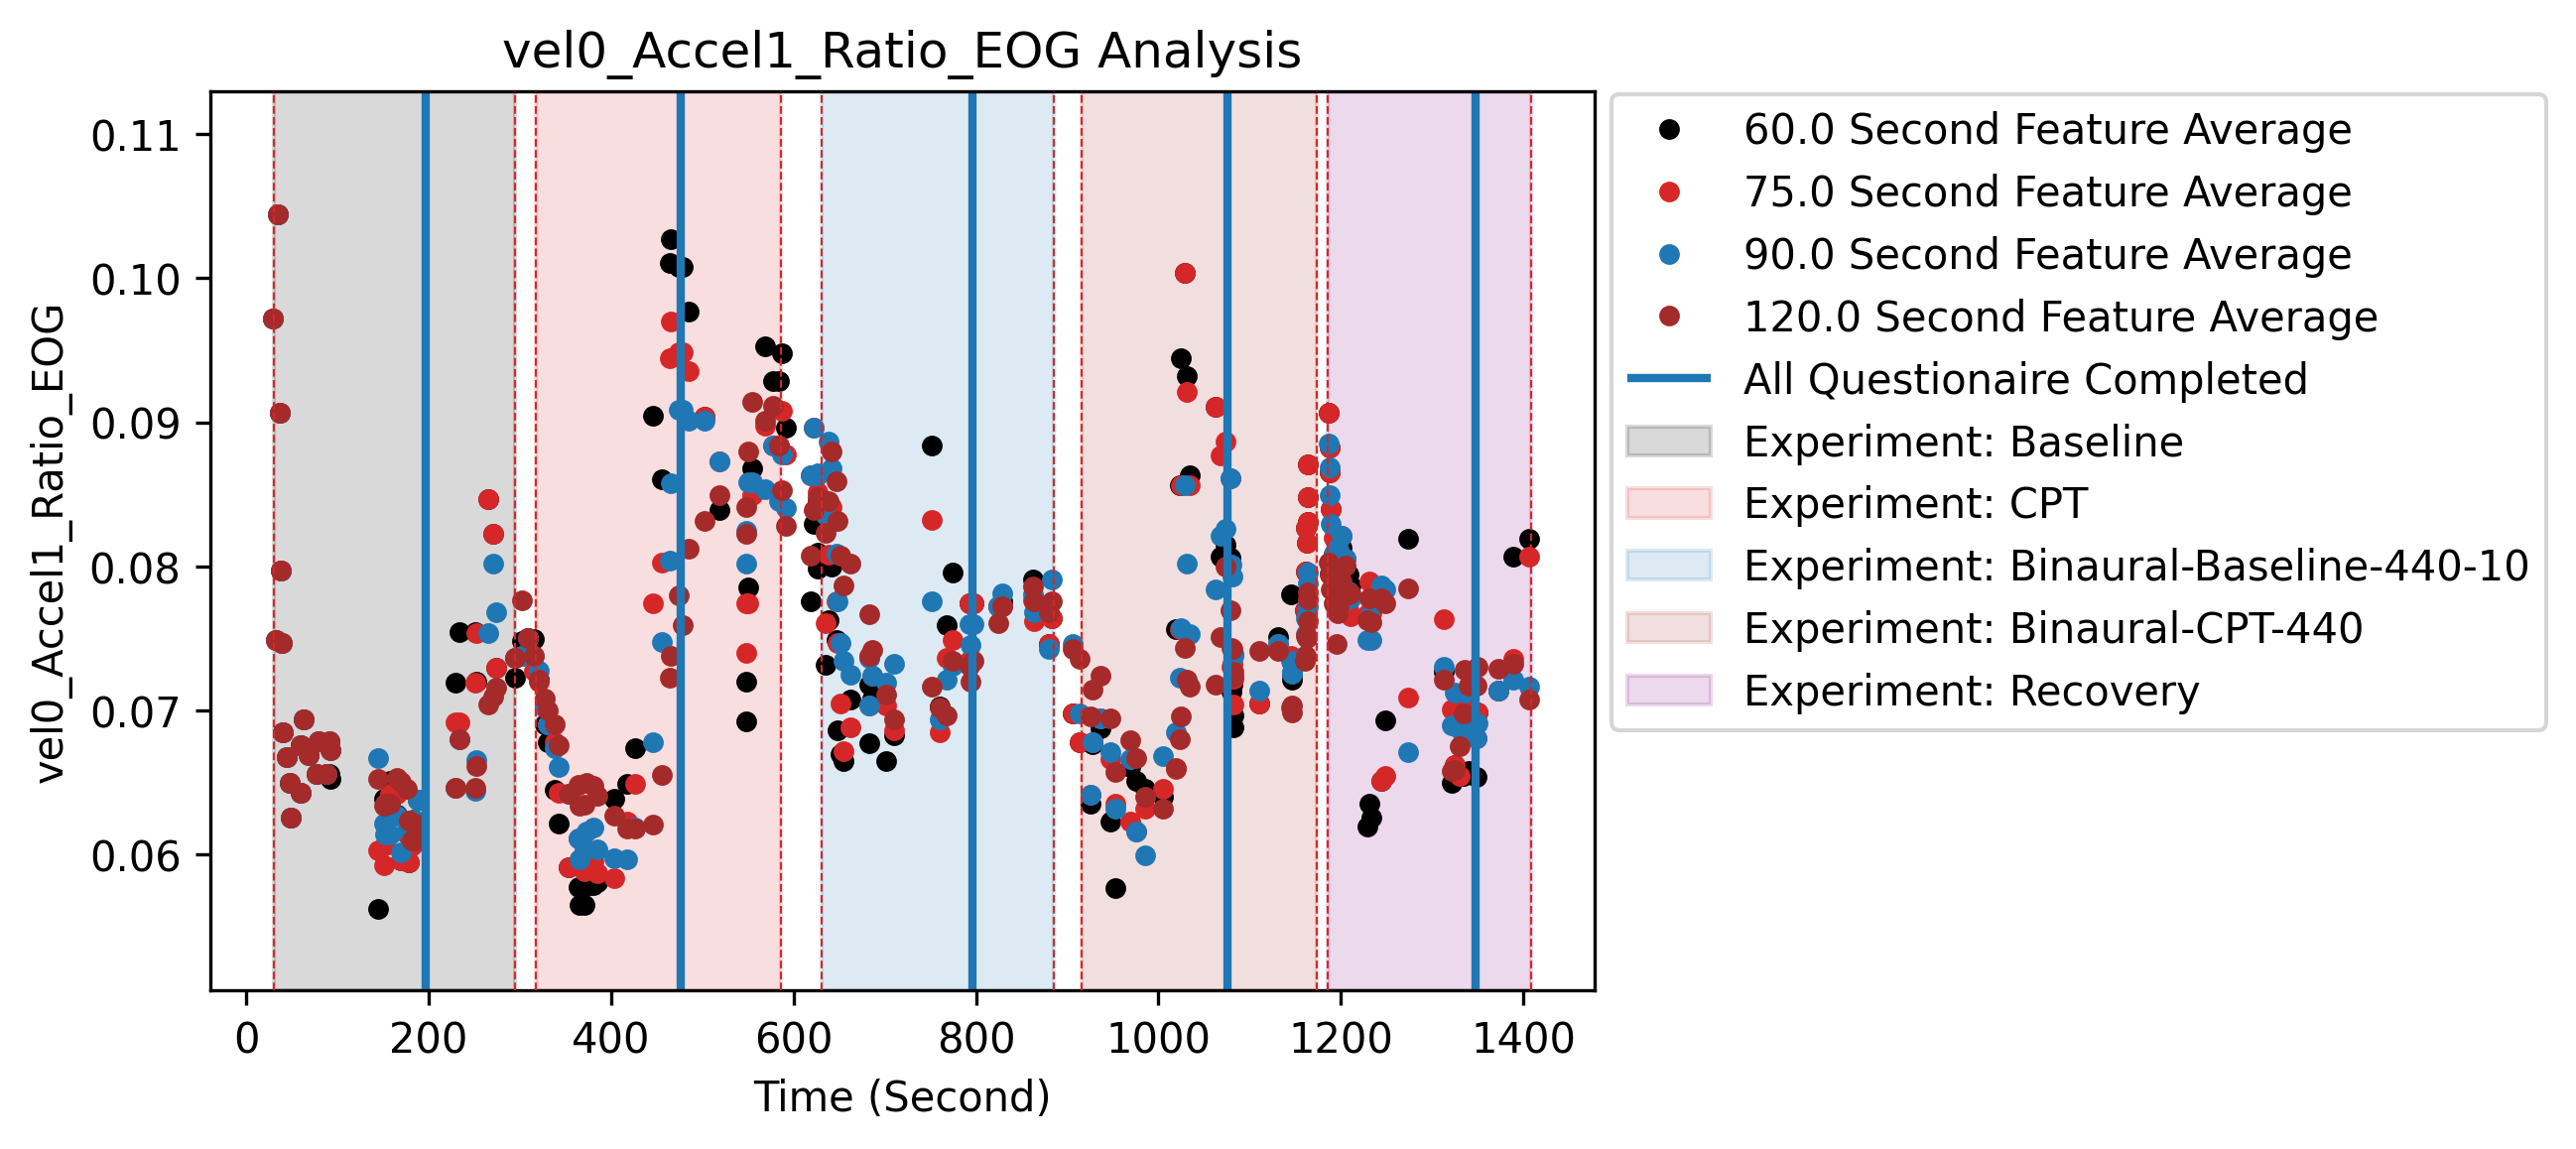 vel0_Accel1_Ratio_EOG Analysis
vel0_Accel1_Ratio_EOG
0.11
0.10
0.09
0.08
0.07
0.06
0 200 400 600 800 1000 1200 1400
Time (Second)
60.0 Second Feature Average
75.0 Second Feature Average
90.0 Second Feature Average
120.0 Second Feature Average
All Questionaire Completed
Experiment: Baseline
Experiment: CPT
Experiment: Binaural-Baseline-440-10
Experiment: Binaural-CPT-440
Experiment: Recovery